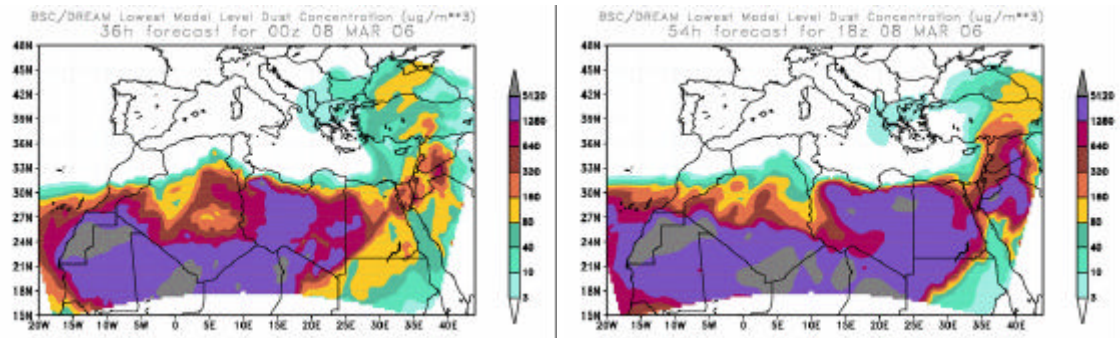 BSC/DREAM Lowest Model Level Dust Concentration (ug/m**3)
36h forecast for 00z 08 MAR 06
48N
45N
42N
39N
36N
33N
30N
27N
24N
21N
18N
15N
20W 15W 10W 5W 0 5E 10E 15E 20E 25E 30E 35E 40E
5120
1280
640
320
160
80
40
10
3
BSC/DREAM Lowest Model Level Dust Concentration (ug/m**3)
54h forecast for 18z 08 MAR 06
48N
45N
42N
39N
36N
33N
30N
27N
24N
21N
18N
15N
20W 15W 10W 5W 0 5E 10E 15E 20E 25E 30E 35E 40E
5120
1280
640
320
160
80
40
10
3